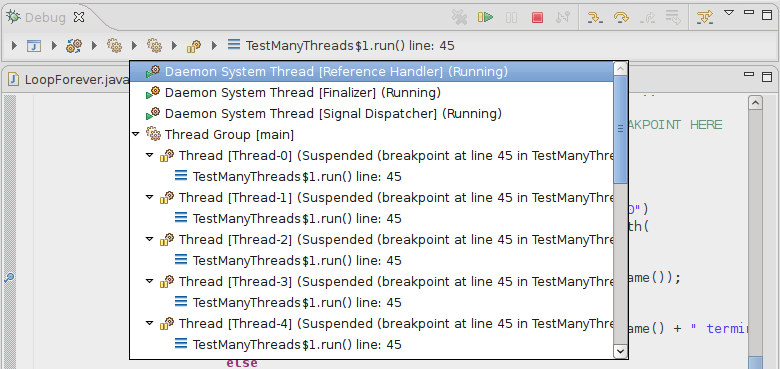 Debug
TestManyThreads$1.run() line: 45
Daemon System Thread [Reference Handler] (Running)
LoopForever.java
Daemon System Thread [Finalizer] (Running)
Daemon System Thread [Signal Dispatcher] (Running)
AKPOINT HERE
Thread Group [main]
Thread [Thread-0] (Suspended (breakpoint at line 45 in TestManyThre
TestManyThreads$1.run() line: 45
Thread [Thread-1] (Suspended (breakpoint at line 45 in TestManyThre
0")
TestManyThreads$1.run() line: 45
th(
Thread [Thread-2] (Suspended (breakpoint at line 45 in TestManyThre
TestManyThreads$1.run() line: 45
Thread [Thread-3] (Suspended (breakpoint at line 45 in TestManyThre
ame());
TestManyThreads$1.run() line: 45
Thread [Thread-4] (Suspended (breakpoint at line 45 in TestManyThre
ame() + " termin
TestManyThreads$1.run() line: 45
else